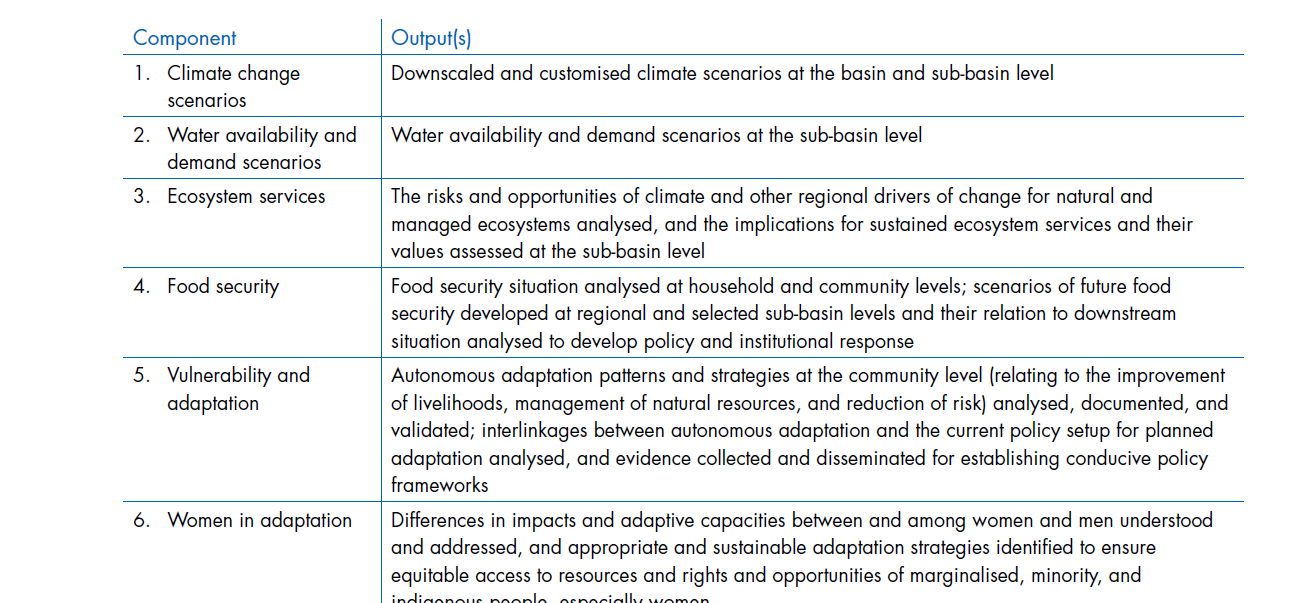 Component Output(s)
1. Climate change Downscaled and customised climate scenarios at the basin and sub-basin level
scenarios
2. Water availability and Water availability and demand scenarios at the sub-basin level
demand scenarios
3. Ecosystem services The risks and opportunities of climate and other regional drivers of change for natural and
managed ecosystems analysed, and the implications for sustained ecosystem services and their
values assessed at the sub-basin level
4. Food security Food security situation analysed at household and community levels; scenarios of future food
security developed at regional and selected sub-basin levels and their relation to downstream
situation analysed to develop policy and institutional response
5. Vulnerability and Autonomous adaptation patterns and strategies at the community level (relating to the improvement
adaptation of livelihoods, management of natural resources, and reduction of risk) analysed, documented, and
validated; interlinkages between autonomous adaptation and the current policy setup for planned
adaptation analysed, and evidence collected and disseminated for establishing conducive policy
frameworks
6. Women in adaptation Differences in impacts and adaptive capacities between and among women and men understood
and addressed, and appropriate and sustainable adaptation strategies identified to ensure
equitable access to resources and rights and opportunities of marginalised, minority, and
indigenous people, especially women